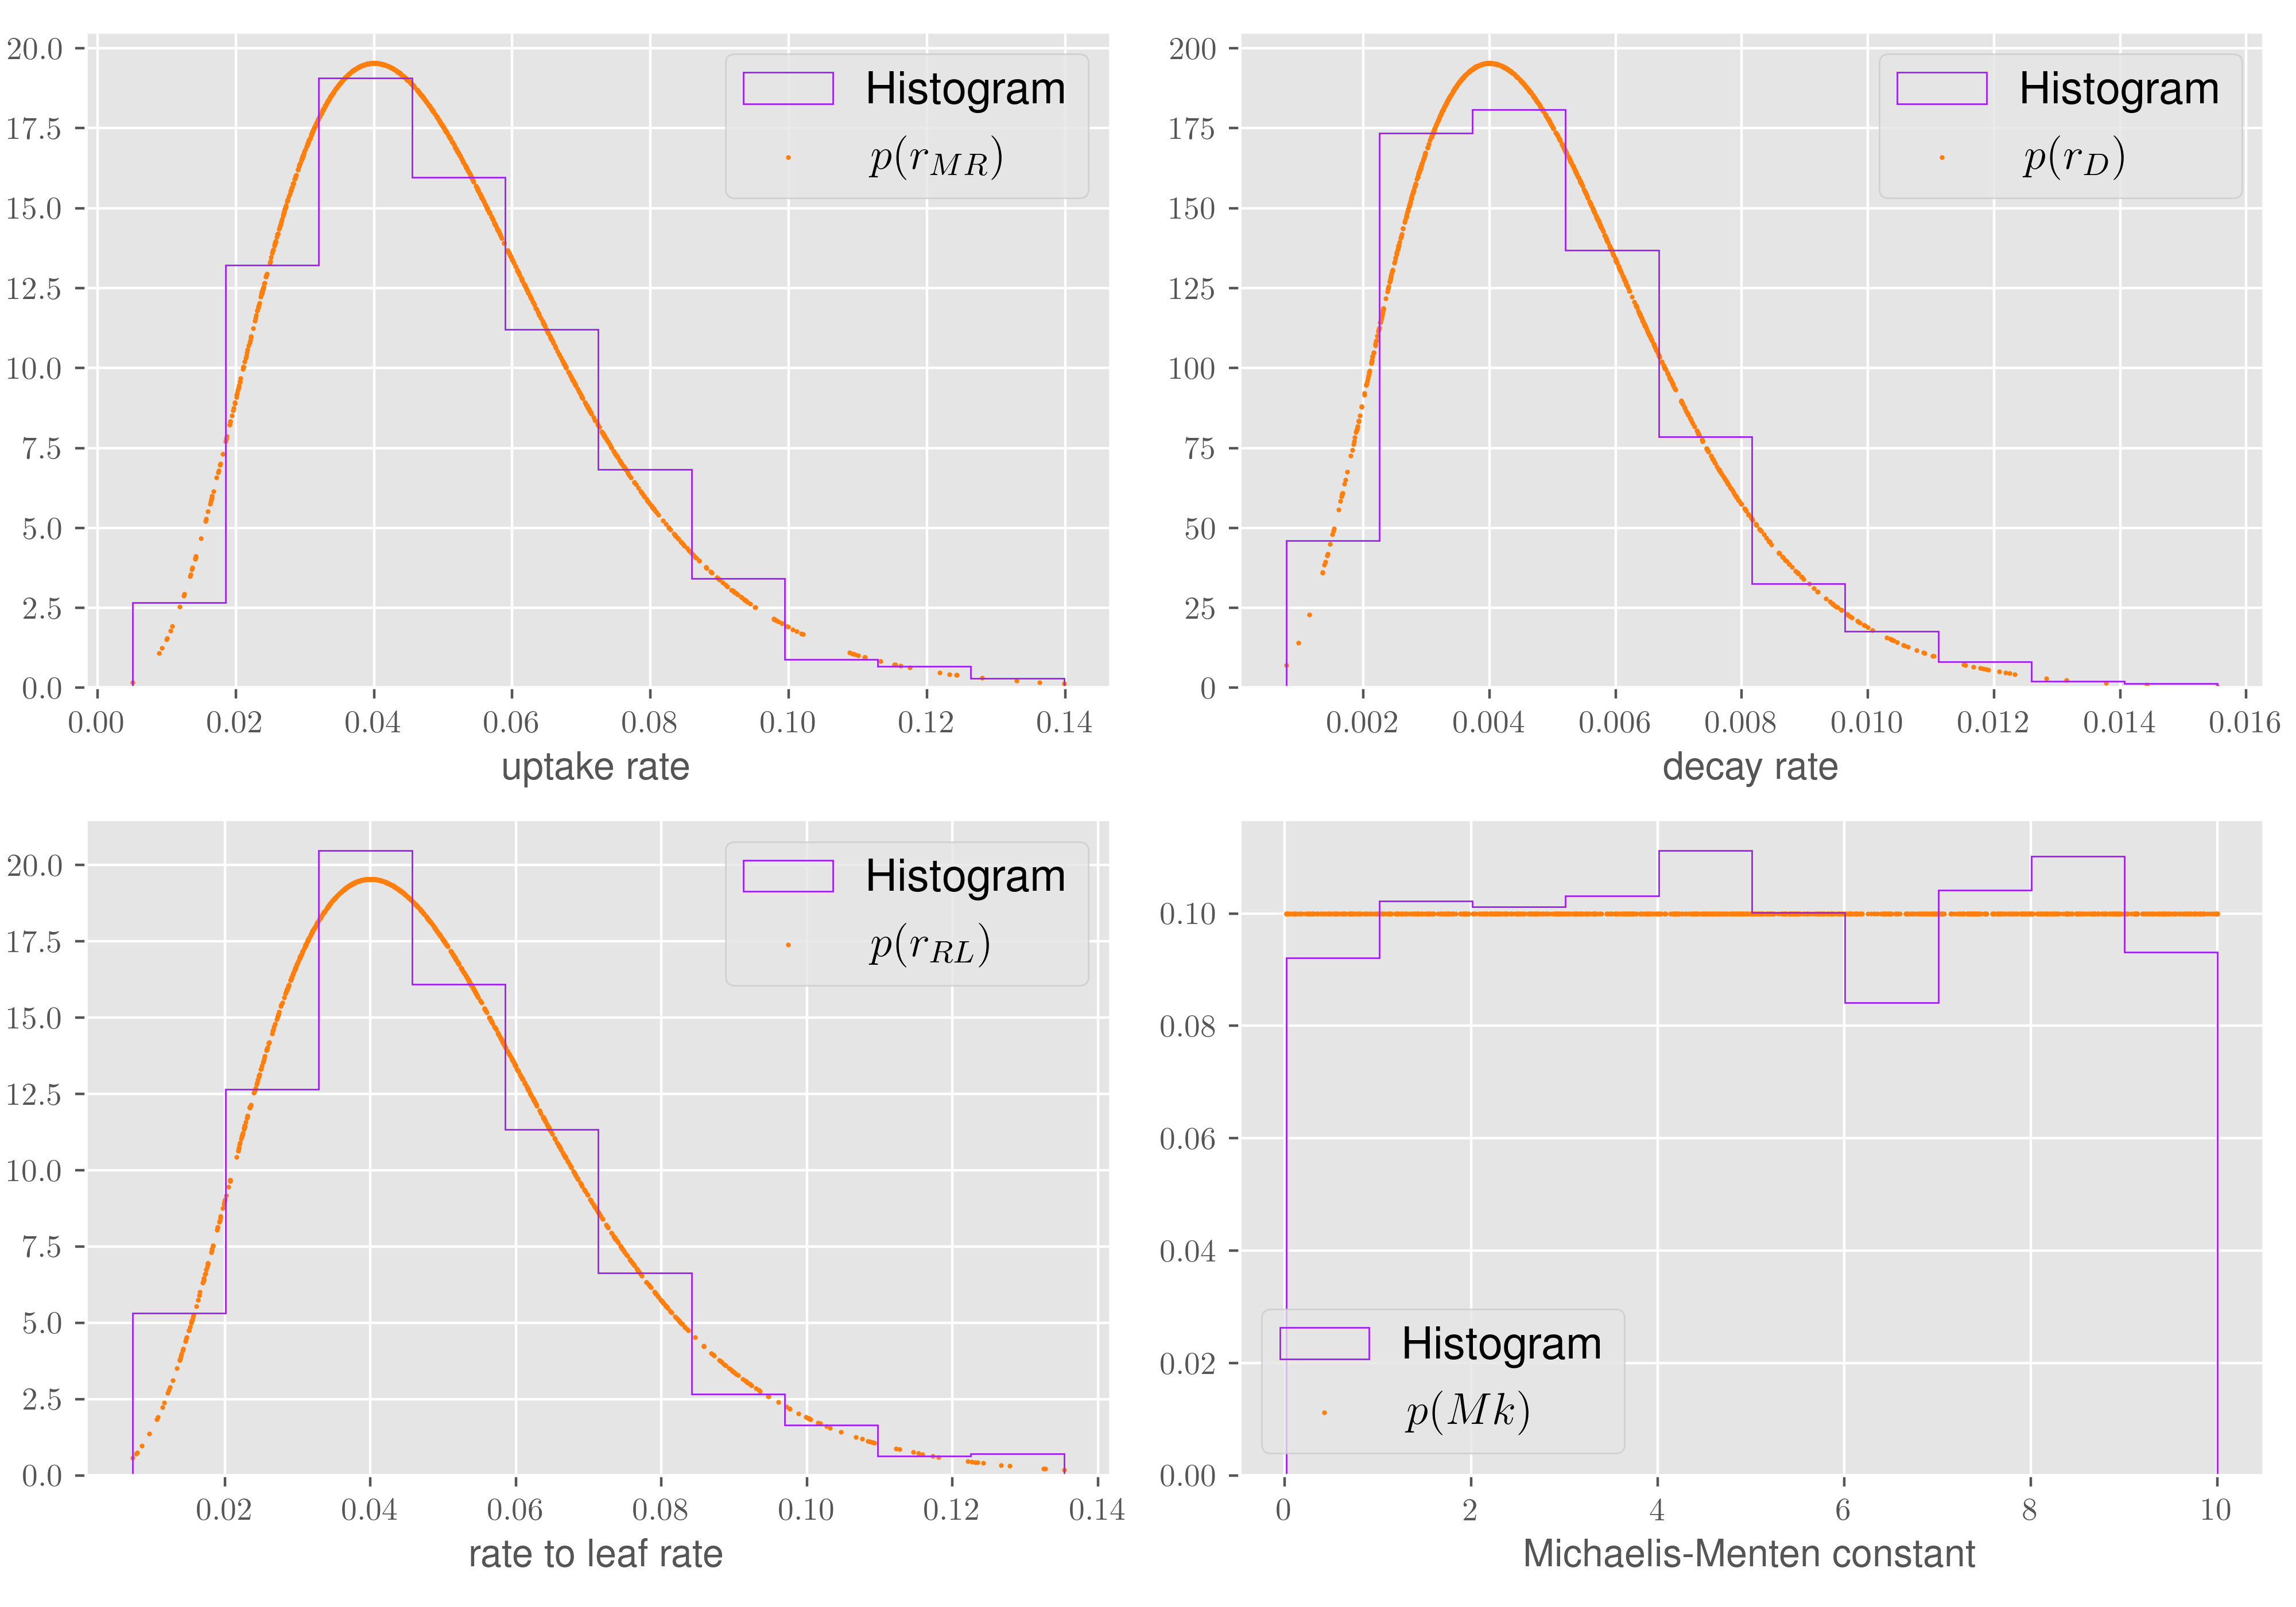 20.0
17.5
15.0
12.5
10.0
7.5
5.0
2.5
0.0
0.00 0.02 0.04 0.06 0.08 0.10 0.12 0.14
uptake rate
Histogram
p(r_{MR})
200
175
150
125
100
75
50
25
0
0.002 0.004 0.006 0.008 0.010 0.012 0.014 0.016
decay rate
Histogram
p(r_D)
20.0
17.5
15.0
12.5
10.0
7.5
5.0
2.5
0.0
0.02 0.04 0.06 0.08 0.10 0.12 0.14
rate to leaf rate
Histogram
p(r_{RL})
0.10
0.08
0.06
0.04
0.02
0.00
0 2 4 6 8 10
Michaelis-Menten constant
Histogram
p(Mk)